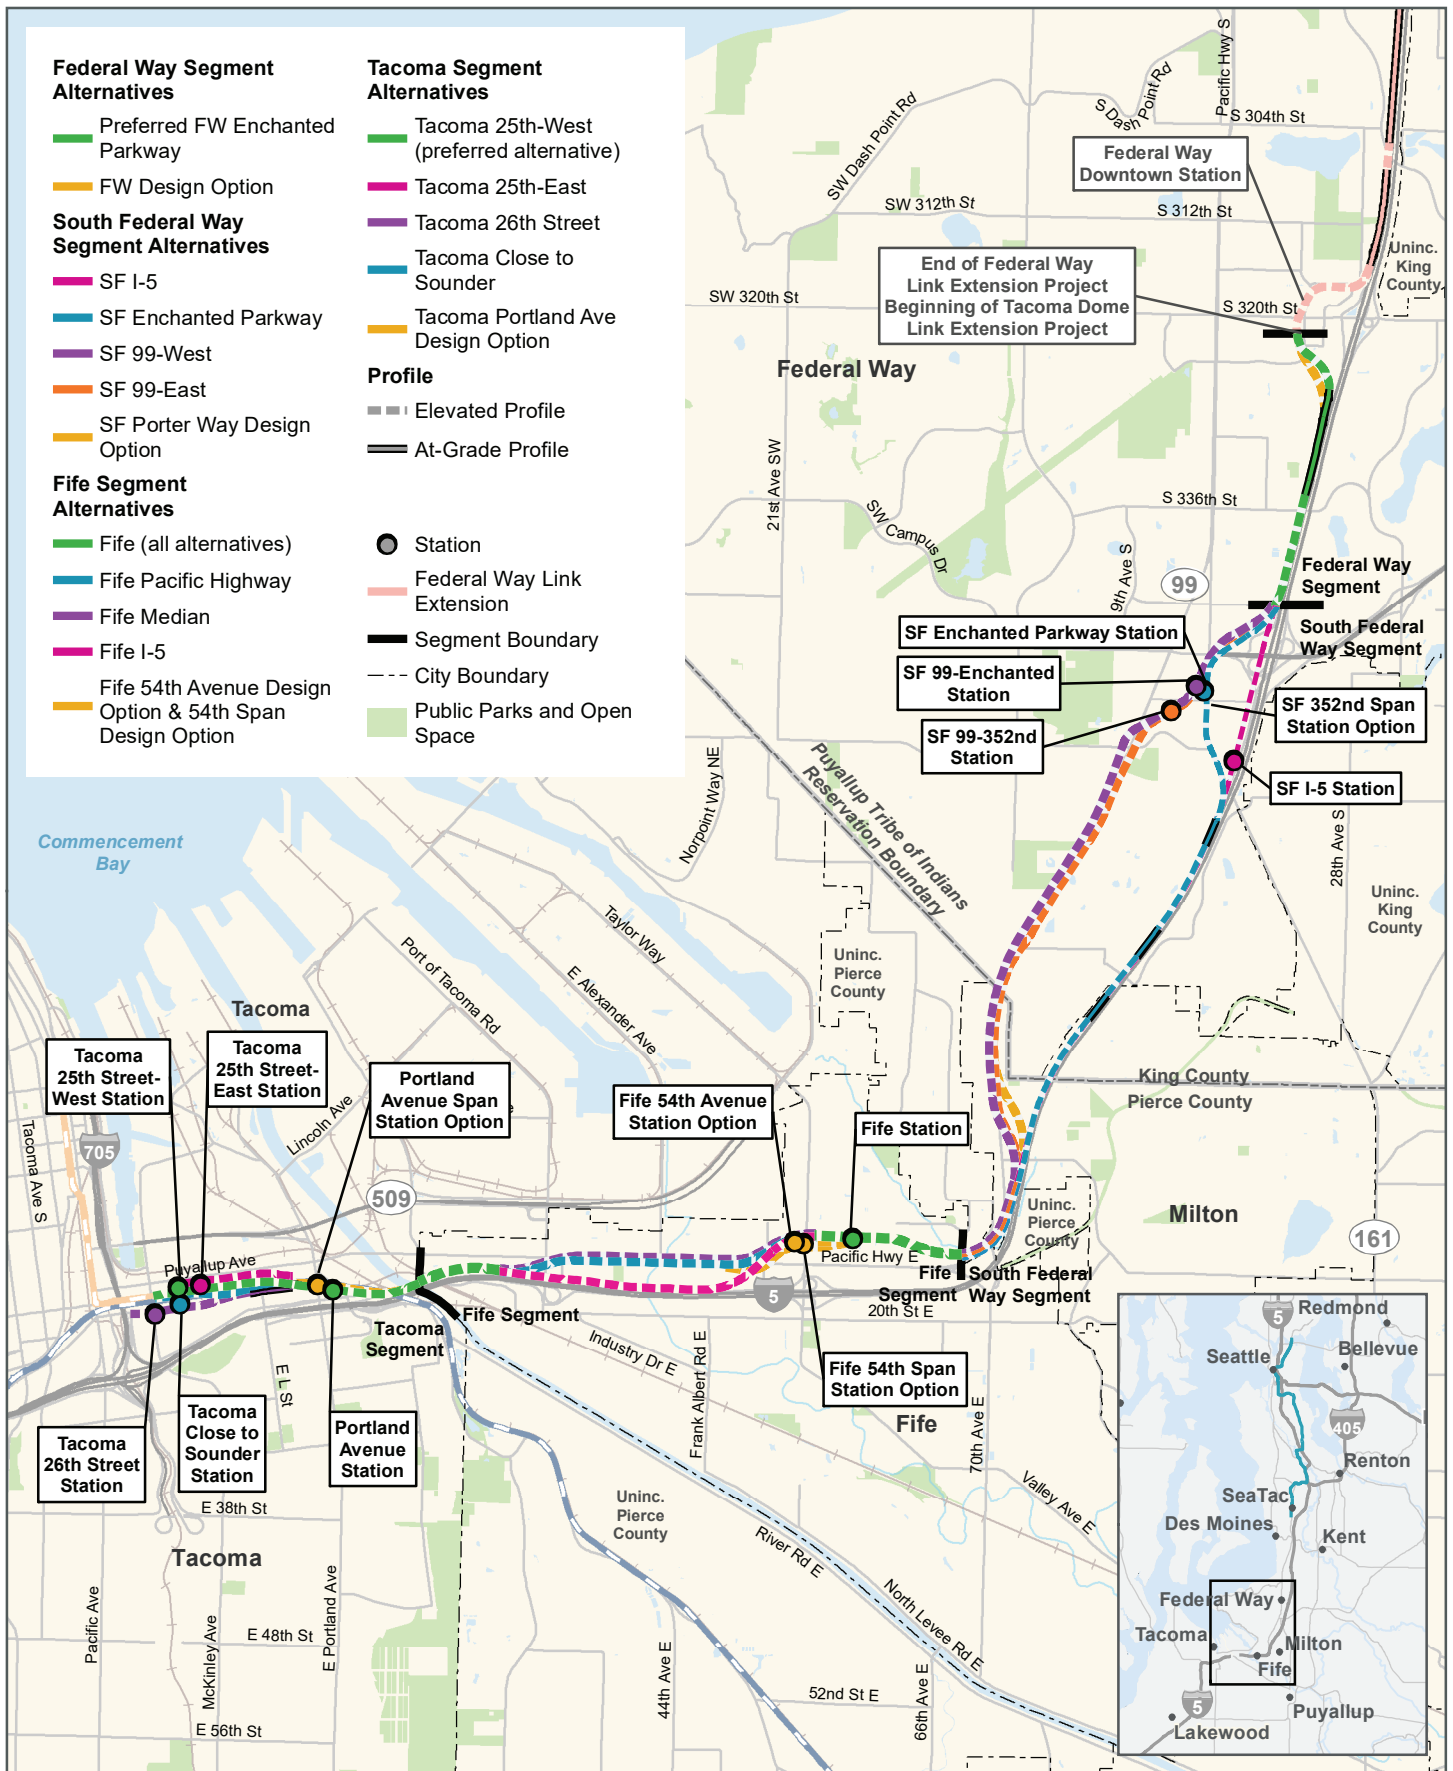 Federal Way Segment
Alternatives
Preferred FW Enchanted
Parkway
FW Design Option
South Federal Way
Segment Alternatives
SF I-5
SF Enchanted Parkway
SF 99-West
SF 99-East
SF Porter Way Design
Option
Fife Segment
Alternatives
Fife (all alternatives)
Fife Pacific Highway
Fife Median
Fife I-5
Fife 54th Avenue Design
Option & 54th Span
Design Option
Tacoma Segment
Alternatives
Tacoma 25th-West
(preferred alternative)
Tacoma 25th-East
Tacoma 26th Street
Tacoma Close to
Sounder
Tacoma Portland Ave
Design Option
Profile
Elevated Profile
At-Grade Profile
Station
Federal Way Link
Extension
Segment Boundary
City Boundary
Public Parks and Open
Space
Pacific Hwy S
S Dash Point Rd
SW Dash Point Rd
S 304th St
Federal Way
Downtown Station
SW 312th St
S 312th St
Uninc.
King
County
End of Federal Way
Link Extension Project
Beginning of Tacoma Dome
Link Extension Project
SW 320th St
S 320th St
Federal Way
21st Ave SW
S 336th St
SW Campus Dr
9th Ave S
99
Federal Way
Segment
South Federal
Way Segment
SF Enchanted Parkway Station
SF 99-Enchanted
Station
SF 99-352nd
Station
SF 352nd Span
Station Option
SF I-5 Station
Puyallup Tribe of Indians
Reservation Boundary
Norpoint Way NE
28th Ave S
Uninc.
King
County
Commencement
Bay
Taylor Way
E Alexander Ave
Port of Tacoma Rd
Uninc.
Pierce
County
Tacoma
Tacoma
25th Street-
West Station
Tacoma
25th Street-
East Station
Portland
Avenue Span
Station Option
Lincoln Ave
Fife 54th Avenue
Station Option
Fife Station
King County
Pierce County
Tacoma Ave S
705
509
Uninc.
Pierce
County
Milton
161
Puyallup Ave
Pacific Hwy E
Fife
Segment
South Federal
Way Segment
5
20th St E
Fife Segment
Tacoma
Segment
Industry Dr E
Frank Albert Rd E
Fife 54th Span
Station Option
Fife
70th Ave E
E L St
Tacoma
26th Street
Station
Tacoma
Close to
Sounder
Station
Portland
Avenue
Station
E 38th St
Uninc.
Pierce
County
Valley Ave E
River Rd E
North Levee Rd E
Tacoma
Pacific Ave
McKinley Ave
E 48th St
E Portland Ave
E 56th St
44th Ave E
52nd St E
66th Ave E
5
Redmond
Seattle
Bellevue
405
Renton
SeaTac
Des Moines
Kent
Federal Way
Tacoma
Milton
Fife
5
Puyallup
Lakewood